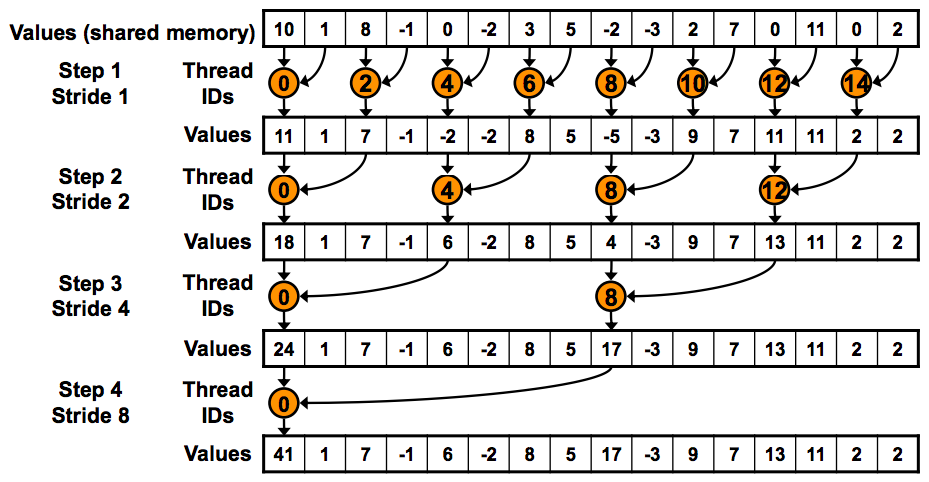 Values (shared memory) 10 1 8 -1 0 -2 3 5 -2 -3 2 7 0 11 0 2
Step 1 Thread 0 2 4 6 8 10 12 14
Stride 1 IDs
Values 11 1 7 -1 -2 -2 8 5 -5 -3 9 7 11 11 2 2
Step 2 Thread 0 4 8 12
Stride 2 IDs
Values 18 1 7 -1 6 -2 8 5 4 -3 9 7 13 11 2 2
Step 3 Thread 0 8
Stride 4 IDs
Values 24 1 7 -1 6 -2 8 5 17 -3 9 7 13 11 2 2
Step 4 Thread 0
Stride 8 IDs
Values 41 1 7 -1 6 -2 8 5 17 -3 9 7 13 11 2 2